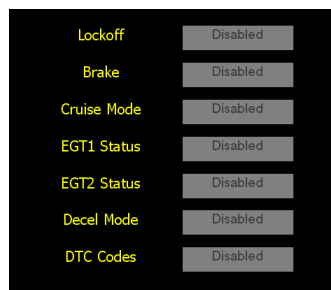 Lockoff Disabled
Brake Disabled
Cruise Mode Disabled
EGT1 Status Disabled
EGT2 Status Disabled
Decel Mode Disabled
DTC Codes Disabled